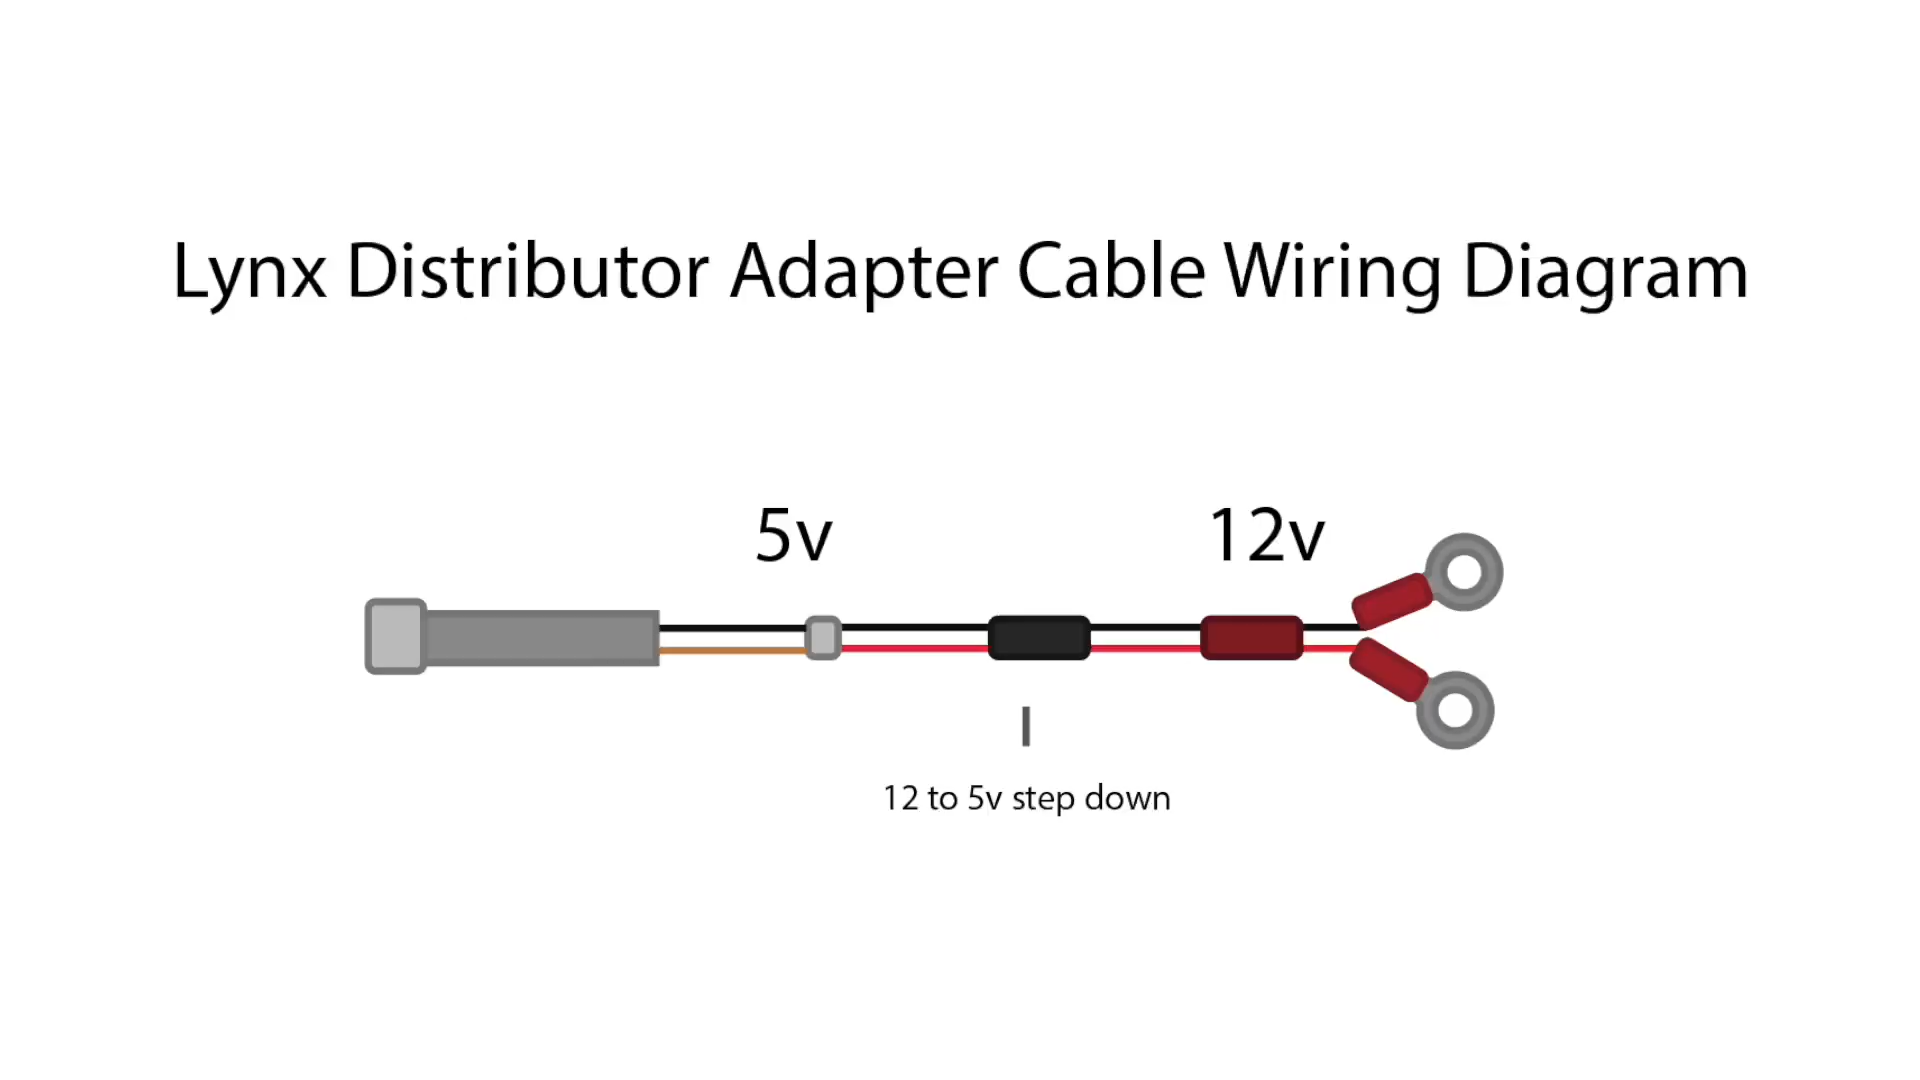 Lynx Distributor Adapter Cable Wiring Diagram
5v
12v
12 to 5v step down